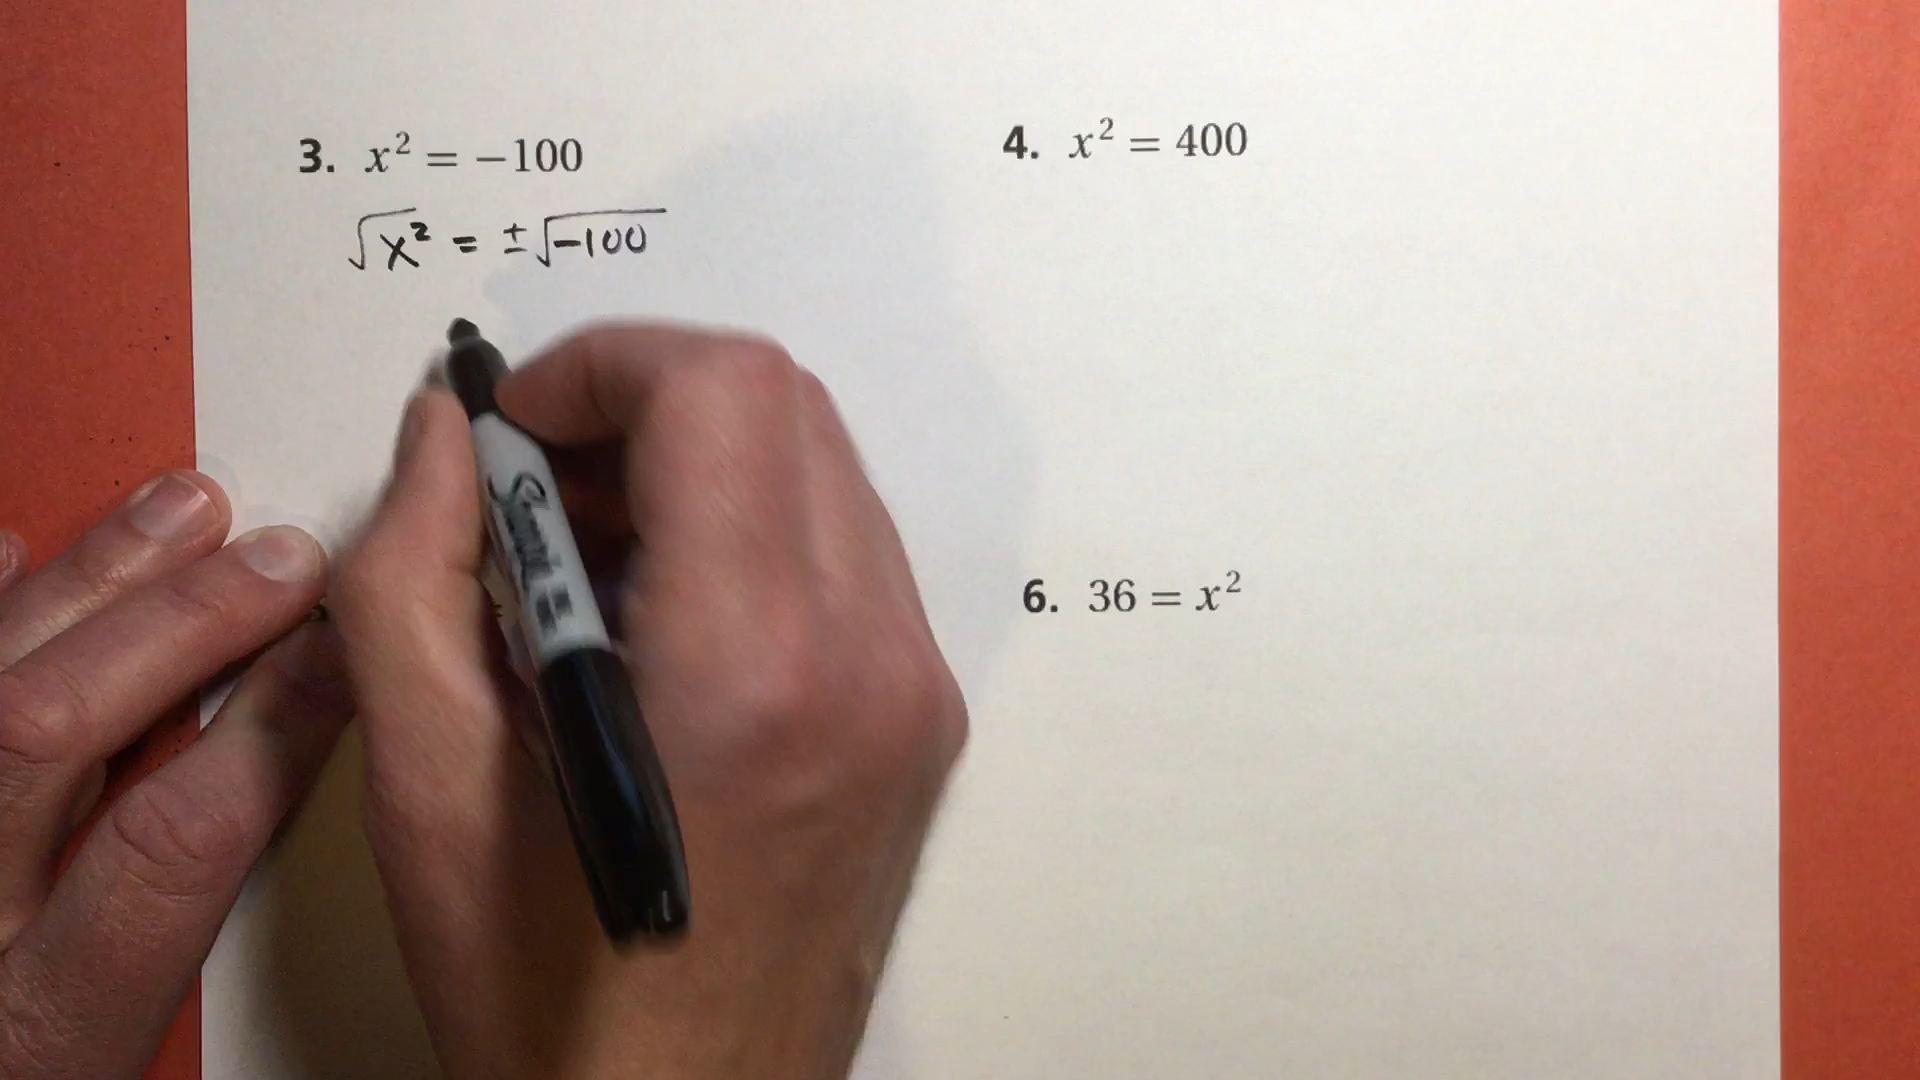 3. x² = −100
√x² = ±√−100
4. x² = 400
6. 36 = x²
Sharpie